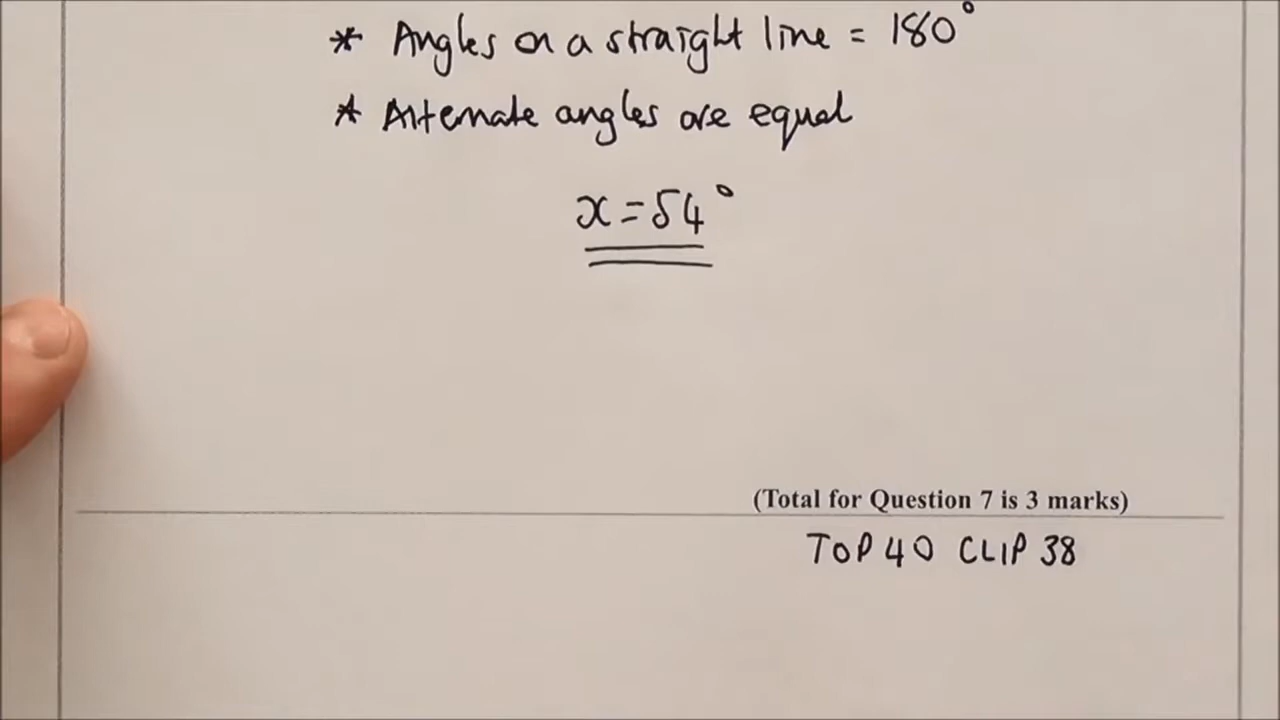 * Angles on a straight line = 180°
* Alternate angles are equal
x = 54°
(Total for Question 7 is 3 marks)
TOP 40 CLIP 38